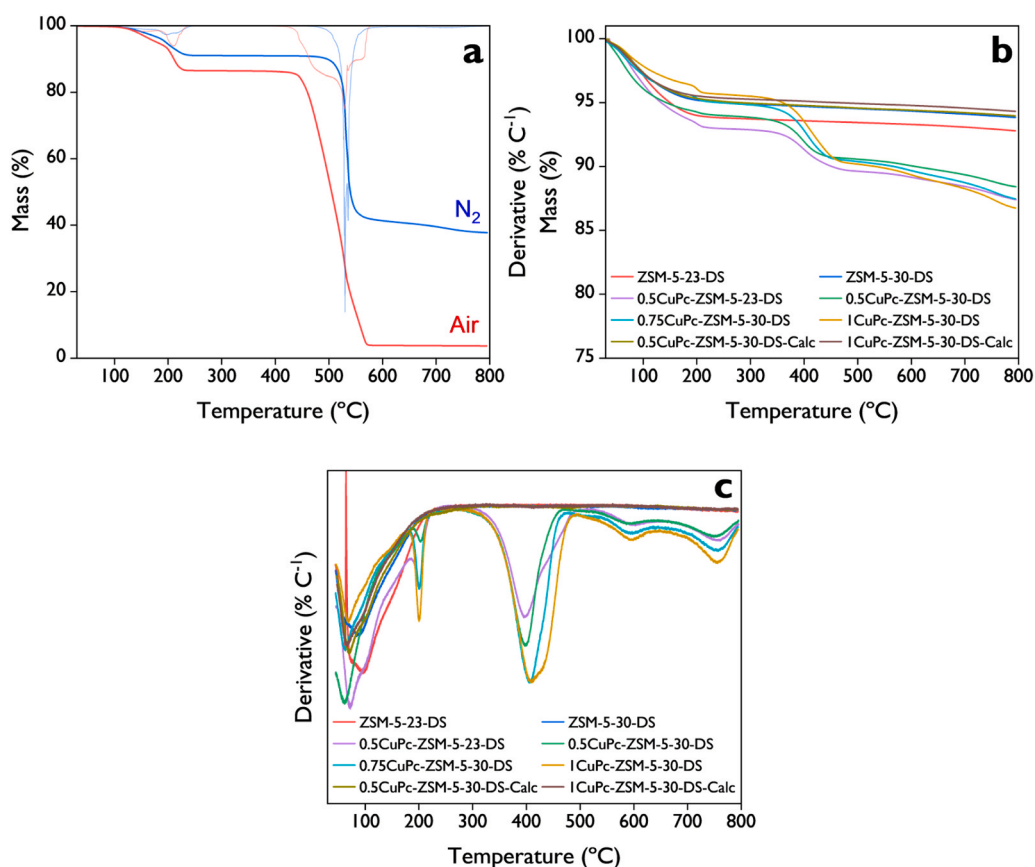 a
Mass (%)
100
80
60
40
20
0
N2
Air
100 200 300 400 500 600 700 800
Temperature (ºC)
Derivative (% C-1)
b
Mass (%)
100
95
90
85
80
75
ZSM-5-23-DS ZSM-5-30-DS
0.5CuPc-ZSM-5-23-DS 0.5CuPc-ZSM-5-30-DS
0.75CuPc-ZSM-5-30-DS 1CuPc-ZSM-5-30-DS
0.5CuPc-ZSM-5-30-DS-Calc 1CuPc-ZSM-5-30-DS-Calc
100 200 300 400 500 600 700 800
Temperature (ºC)
c
Derivative (% C-1)
ZSM-5-23-DS ZSM-5-30-DS
0.5CuPc-ZSM-5-23-DS 0.5CuPc-ZSM-5-30-DS
0.75CuPc-ZSM-5-30-DS 1CuPc-ZSM-5-30-DS
0.5CuPc-ZSM-5-30-DS-Calc 1CuPc-ZSM-5-30-DS-Calc
100 200 300 400 500 600 700 800
Temperature (ºC)